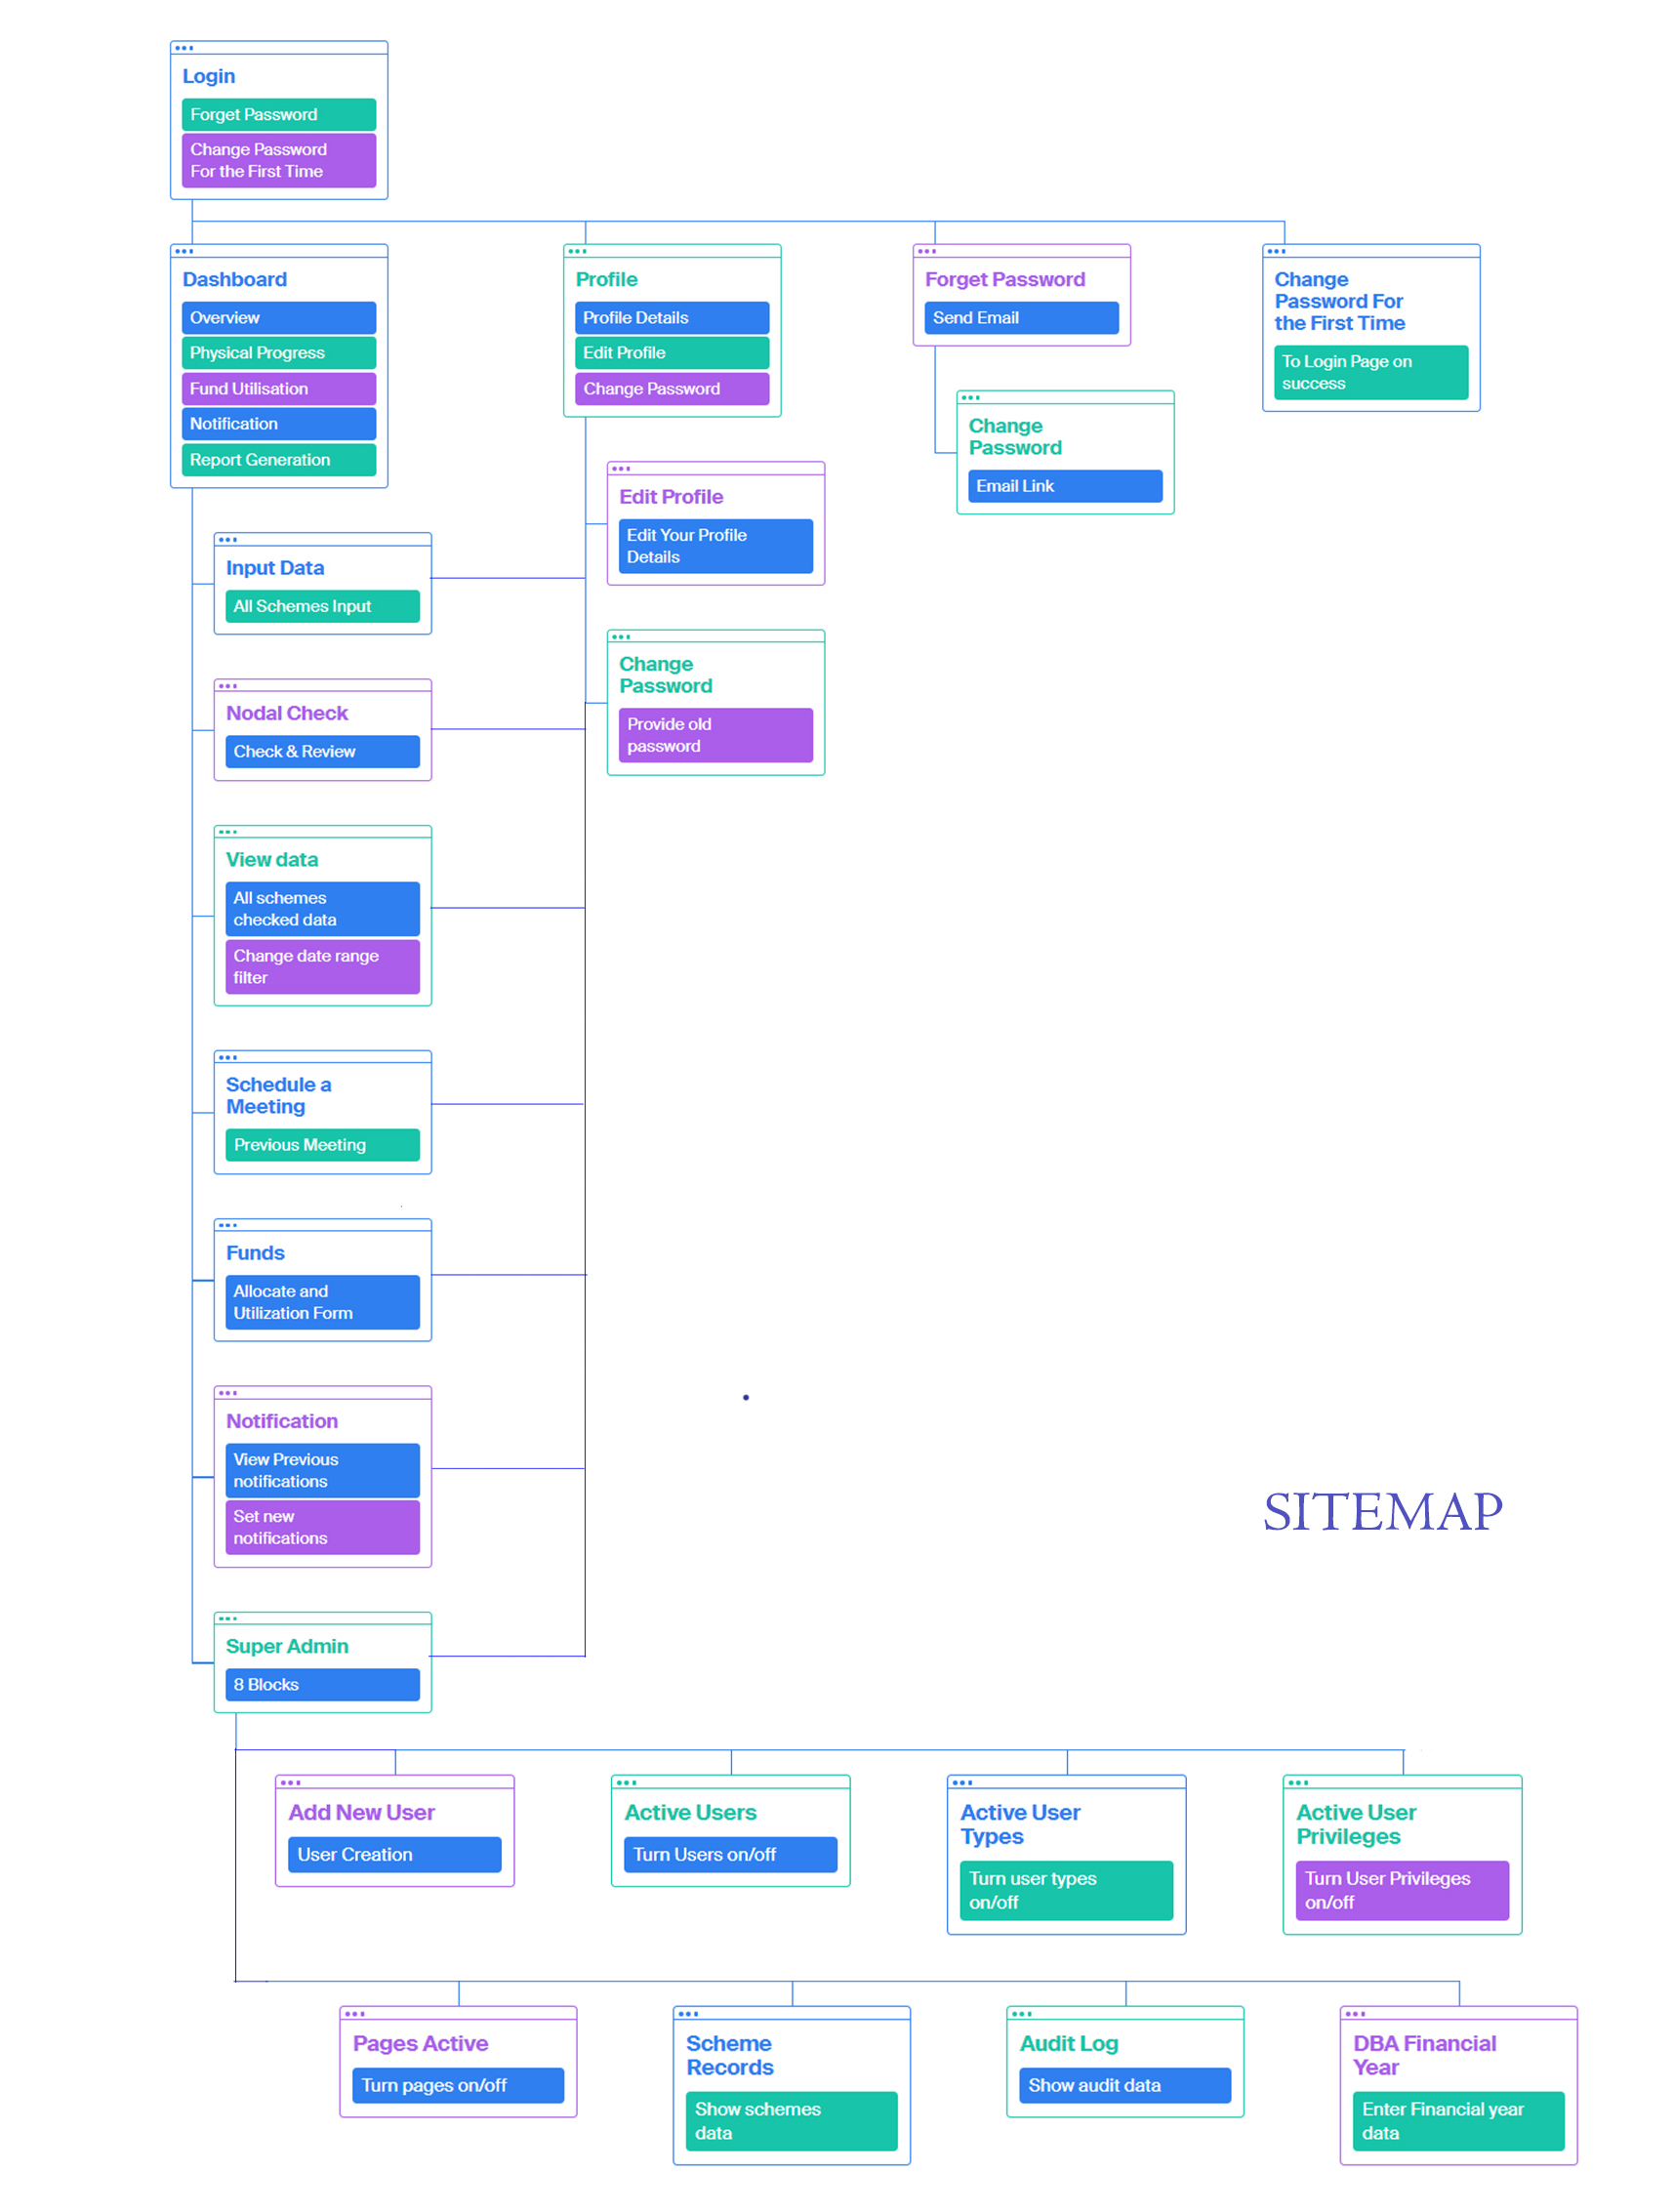 Login
Forget Password
Change Password
For the First Time
Dashboard
Overview
Physical Progress
Fund Utilisation
Notification
Report Generation
Profile
Profile Details
Edit Profile
Change Password
Forget Password
Send Email
Change
Password For
the First Time
To Login Page on
success
Change
Password
Email Link
Edit Profile
Edit Your Profile
Details
Change
Password
Provide old
password
Input Data
All Schemes Input
Nodal Check
Check & Review
View data
All schemes
checked data
Change date range
filter
Schedule a
Meeting
Previous Meeting
Funds
Allocate and
Utilization Form
Notification
View Previous
notifications
Set new
notifications
SITEMAP
Super Admin
8 Blocks
Add New User
User Creation
Active Users
Turn Users on/off
Active User
Types
Turn user types
on/off
Active User
Privileges
Turn User Privileges
on/off
Pages Active
Turn pages on/off
Scheme
Records
Show schemes
data
Audit Log
Show audit data
DBA Financial
Year
Enter Financial year
data